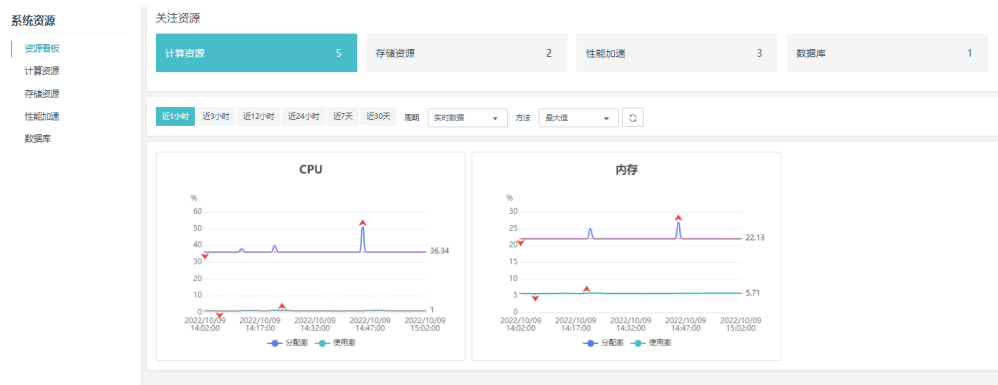 系统资源
资源看板
计算资源
存储资源
性能加速
数据库
关注资源
计算资源 5
存储资源 2
性能加速 3
数据库 1
近1小时 近3小时 近12小时 近24小时 近7天 近30天 周期 实时数据 方法 最大值
CPU
%
60
50
40
30
20
10
0
36.34
1
2022/10/09 14:02:00
2022/10/09 14:17:00
2022/10/09 14:32:00
2022/10/09 14:47:00
2022/10/09 15:02:00
分配率 使用率
内存
%
30
25
20
15
10
5
0
22.13
5.71
2022/10/09 14:02:00
2022/10/09 14:17:00
2022/10/09 14:32:00
2022/10/09 14:47:00
2022/10/09 15:02:00
分配率 使用率